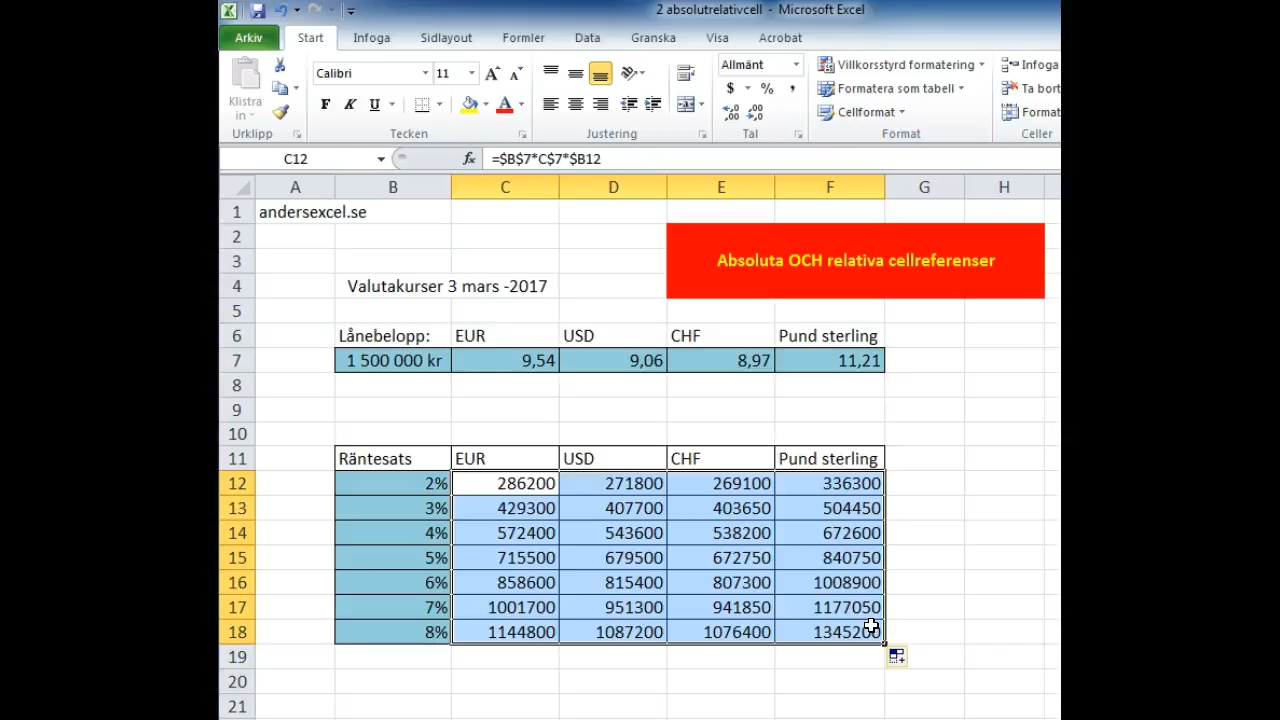 2 absolutrelativcell - Microsoft Excel
Arkiv Start Infoga Sidlayout Formler Data Granska Visa Acrobat
Klistra in
Urklipp
Calibri 11
F K U
Tecken
Justering
Allmänt
$ % ,
Tal
Villkorsstyrd formatering
Formatera som tabell
Cellformat
Format
Infoga
Ta bort
Format
Celler
C12 fx =$B$7*C$7*$B12
A B C D E F G H
1 andersexcel.se
2
3 Absoluta OCH relativa cellreferenser
4 Valutakurser 3 mars -2017
5
6 Lånebelopp: EUR USD CHF Pund sterling
7 1 500 000 kr 9,54 9,06 8,97 11,21
8
9
10
11 Räntesats EUR USD CHF Pund sterling
12 2% 286200 271800 269100 336300
13 3% 429300 407700 403650 504450
14 4% 572400 543600 538200 672600
15 5% 715500 679500 672750 840750
16 6% 858600 815400 807300 1008900
17 7% 1001700 951300 941850 1177050
18 8% 1144800 1087200 1076400 1345200
19
20
21